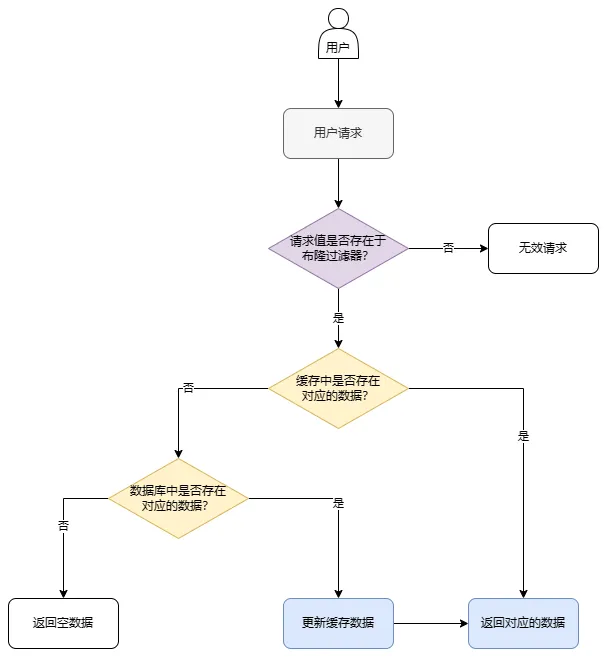 用户
用户请求
请求值是否存在于
布隆过滤器?
否
无效请求
是
缓存中是否存在
对应的数据?
否
是
数据库中是否存在
对应的数据?
否
是
返回空数据
更新缓存数据
返回对应的数据